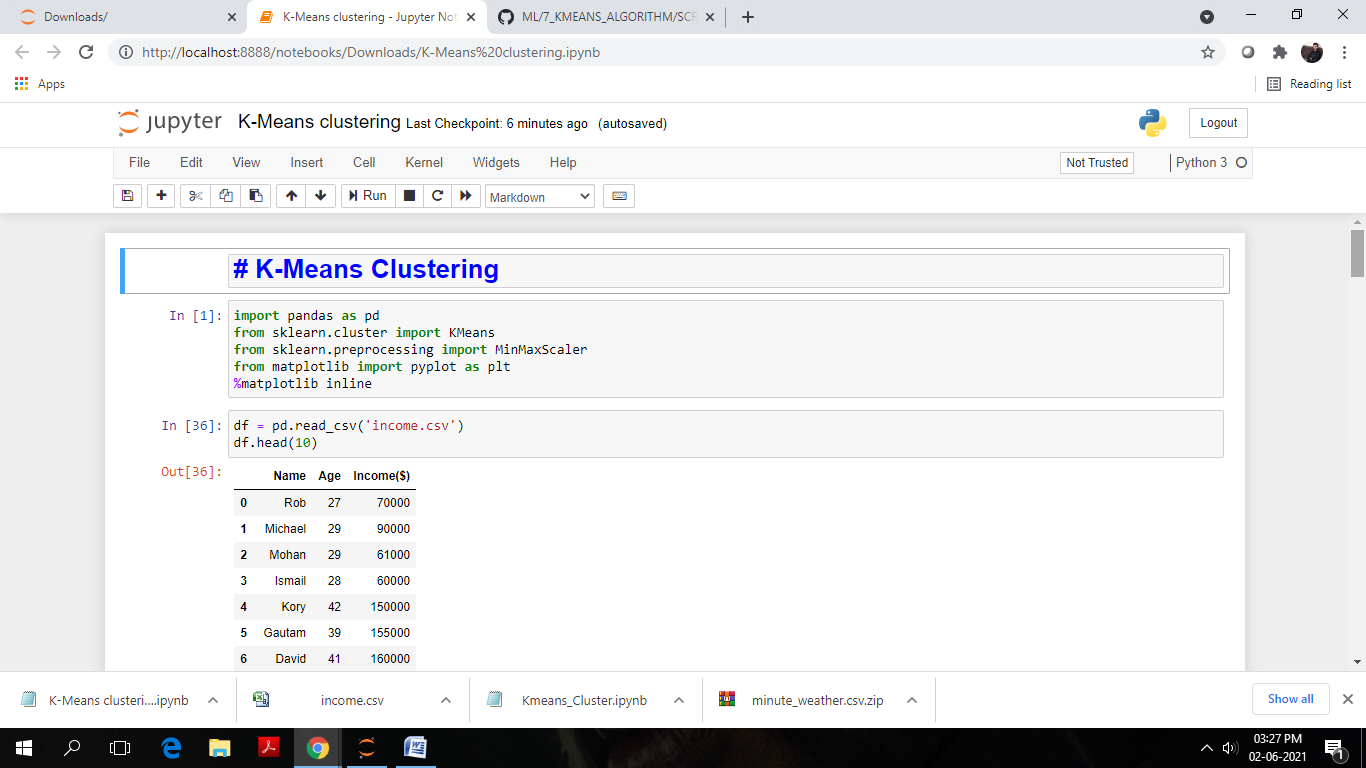 Downloads/
K-Means clustering - Jupyter Not
ML/7_KMEANS_ALGORITHM/SCR
http://localhost:8888/notebooks/Downloads/K-Means%20clustering.ipynb
Apps
Reading list
jupyter K-Means clustering Last Checkpoint: 6 minutes ago (autosaved)
Logout
File Edit View Insert Cell Kernel Widgets Help
Not Trusted
Python 3
Run
Markdown
# K-Means Clustering
In [1]:
import pandas as pd
from sklearn.cluster import KMeans
from sklearn.preprocessing import MinMaxScaler
from matplotlib import pyplot as plt
%matplotlib inline
In [36]:
df = pd.read_csv('income.csv')
df.head(10)
Out[36]:
Name Age Income($)
0 Rob 27 70000
1 Michael 29 90000
2 Mohan 29 61000
3 Ismail 28 60000
4 Kory 42 150000
5 Gautam 39 155000
6 David 41 160000
K-Means clusteri....ipynb
income.csv
Kmeans_Cluster.ipynb
minute_weather.csv.zip
Show all
03:27 PM
02-06-2021
1